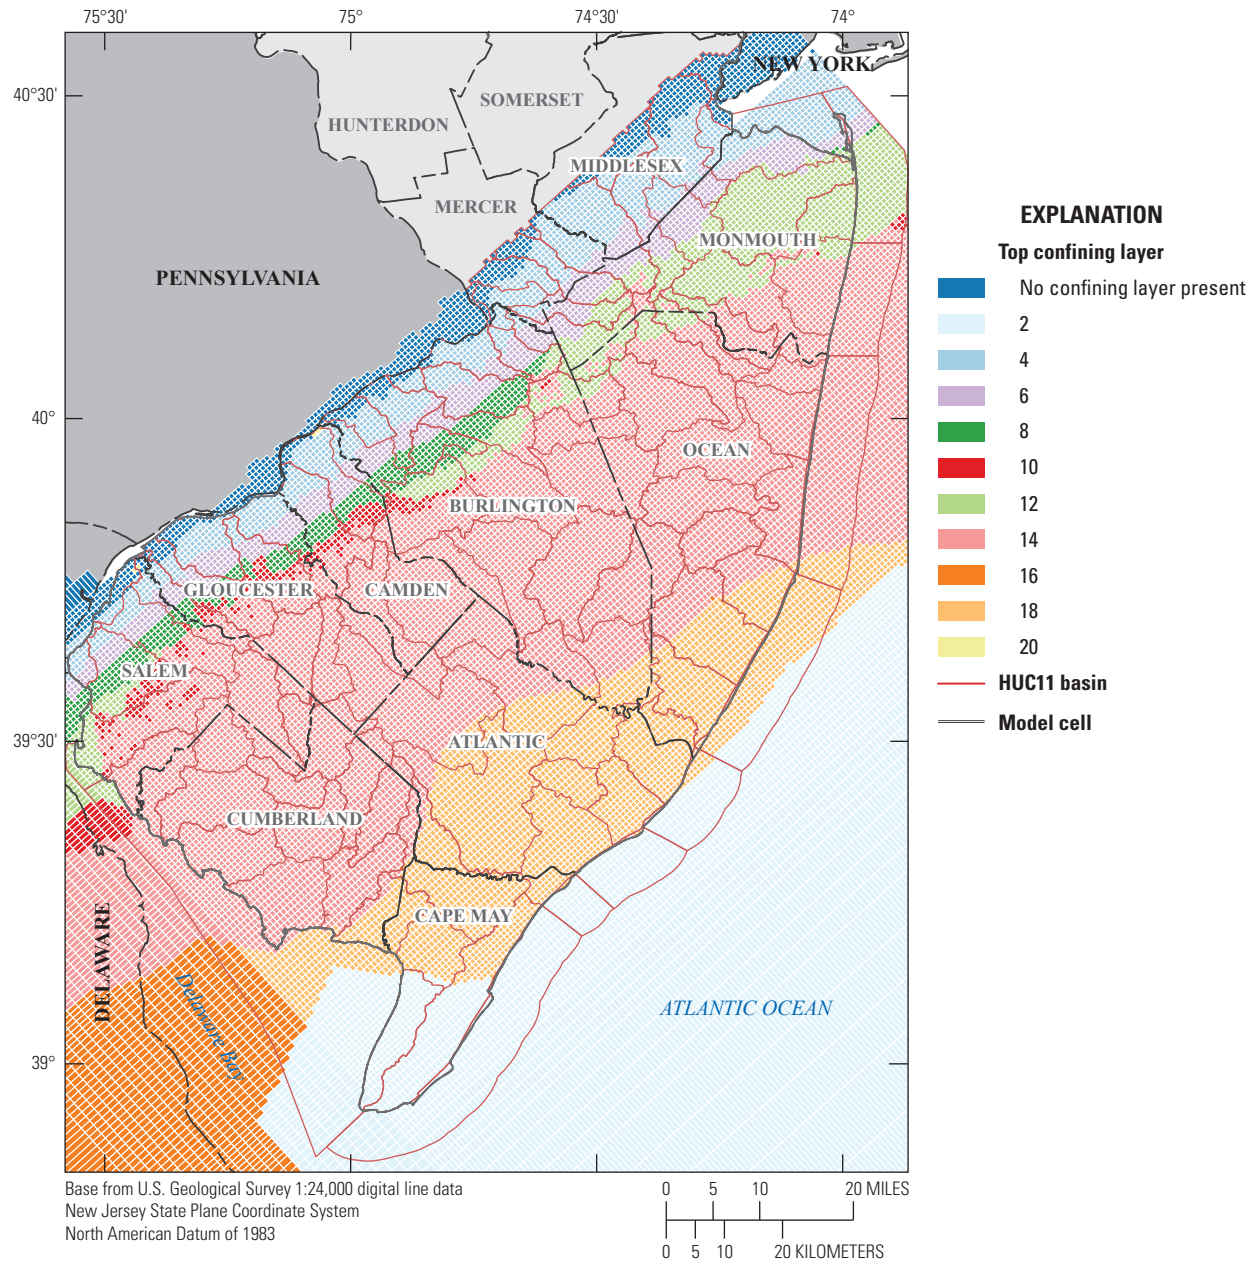 75°30' 75° 74°30' 74°
NEW YORK
40°30'
SOMERSET
HUNTERDON
MIDDLESEX
MERCER
MONMOUTH
PENNSYLVANIA
40°
OCEAN
BURLINGTON
GLOUCESTER
CAMDEN
SALEM
39°30'
ATLANTIC
CUMBERLAND
CAPE MAY
DELAWARE
Delaware Bay
ATLANTIC OCEAN
39°
EXPLANATION
Top confining layer
No confining layer present
2
4
6
8
10
12
14
16
18
20
HUC11 basin
Model cell
Base from U.S. Geological Survey 1:24,000 digital line data
New Jersey State Plane Coordinate System
North American Datum of 1983
0 5 10 20 MILES
0 5 10 20 KILOMETERS